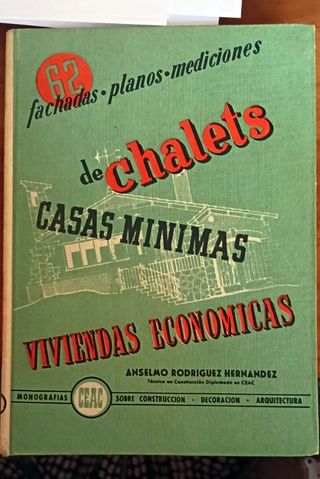 62
fachadas • planos • mediciones
de chalets
CASAS MINIMAS
VIVIENDAS ECONOMICAS
ANSELMO RODRIGUEZ HERNANDEZ
Técnico en Construcción Diplomado en CEAC
MONOGRAFIAS CEAC SOBRE CONSTRUCCION - DECORACION - ARQUITECTURA